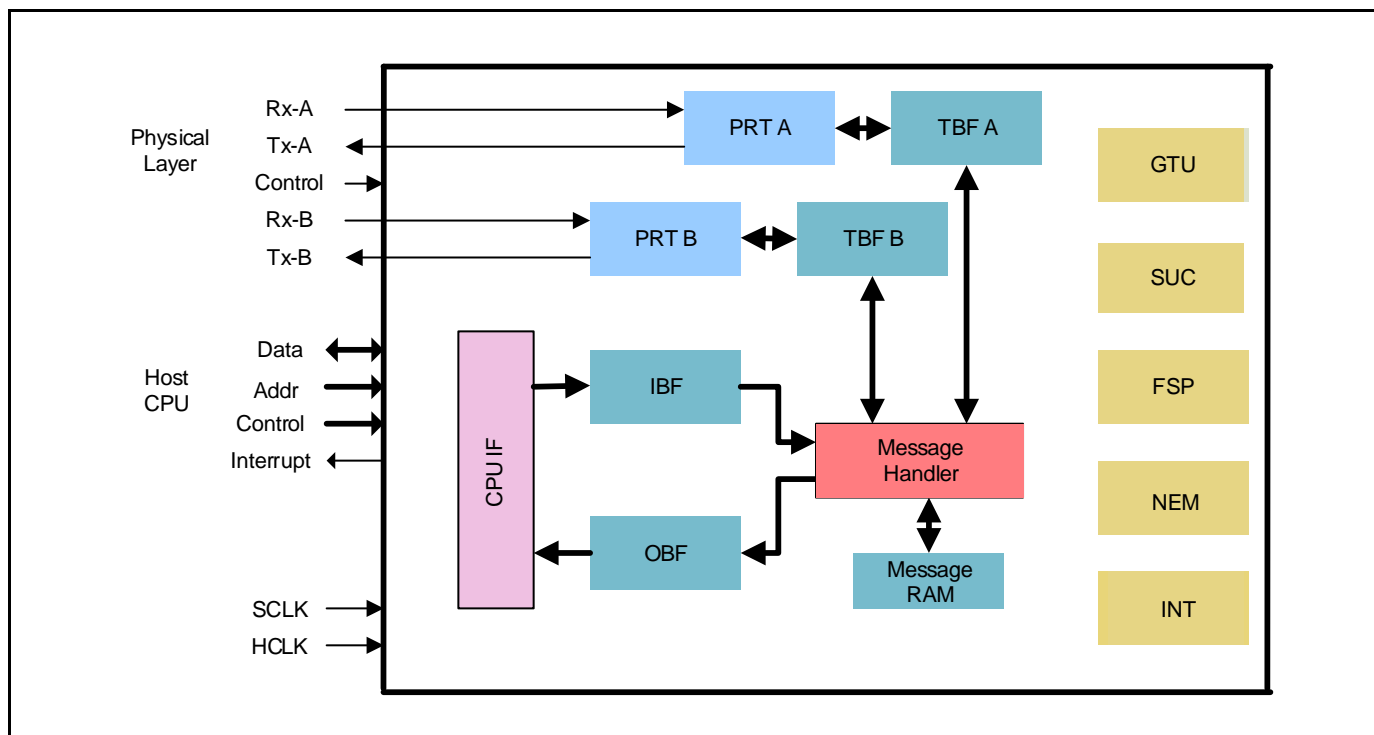 Rx-A
PRT A
TBF A
Physical
Layer
Tx-A
GTU
Control
Rx-B
PRT B
TBF B
Tx-B
SUC
Data
Host
CPU
Addr
IBF
FSP
Control
Interrupt
CPU IF
Message
Handler
NEM
OBF
Message
RAM
SCLK
INT
HCLK